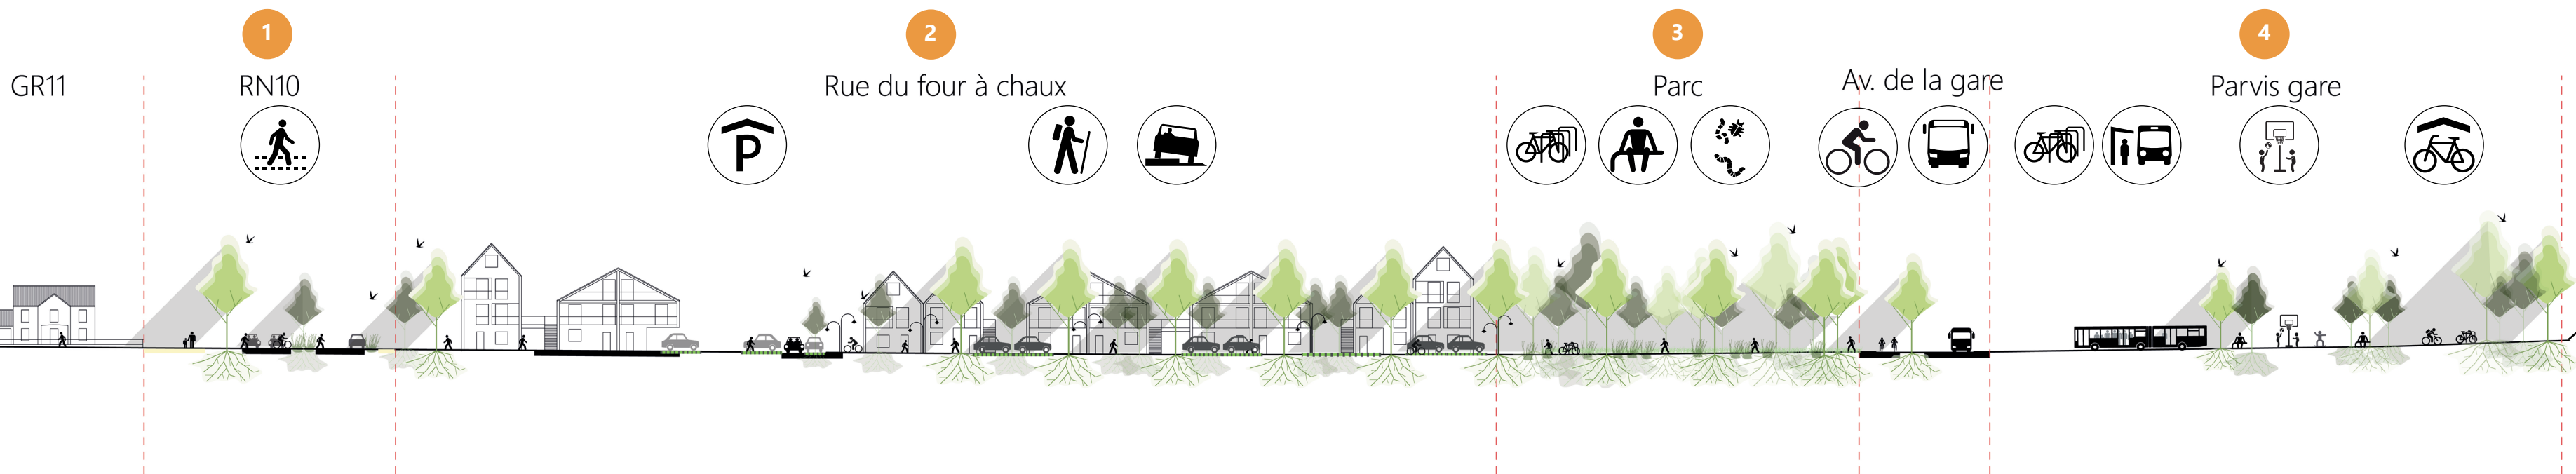 1
2
3
4
GR11
RN10
Rue du four à chaux
Parc
Av. de la gare
Parvis gare
P